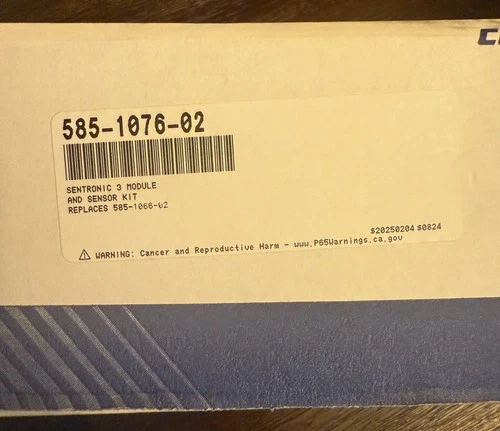 585-1076-02
SENTRONIC 3 MODULE
AND SENSOR KIT
REPLACES 585-1066-02
$20250204 $0824
⚠ WARNING: Cancer and Reproductive Harm - www.P65Warnings.ca.gov